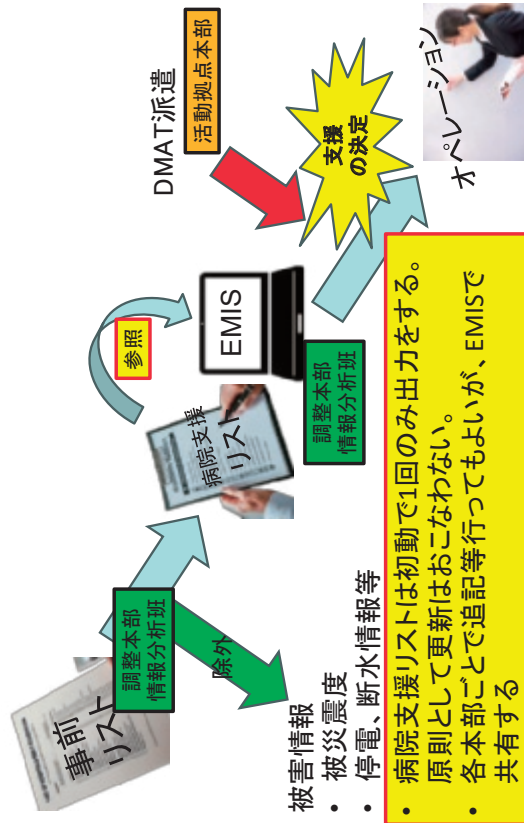 事前
リスト
調整本部
情報分析班
除外
被害情報
・ 被災震度
・ 停電、断水情報等
病院支援
リスト
参照
EMIS
調整本部
情報分析班
DMAT派遣
活動拠点本部
支援
の決定
オペレーション
・ 病院支援リストは初動で1回のみ出力をする。
原則として更新はおこなわない。
・ 各本部ごとで追記等行ってもよいが、EMISで
共有する